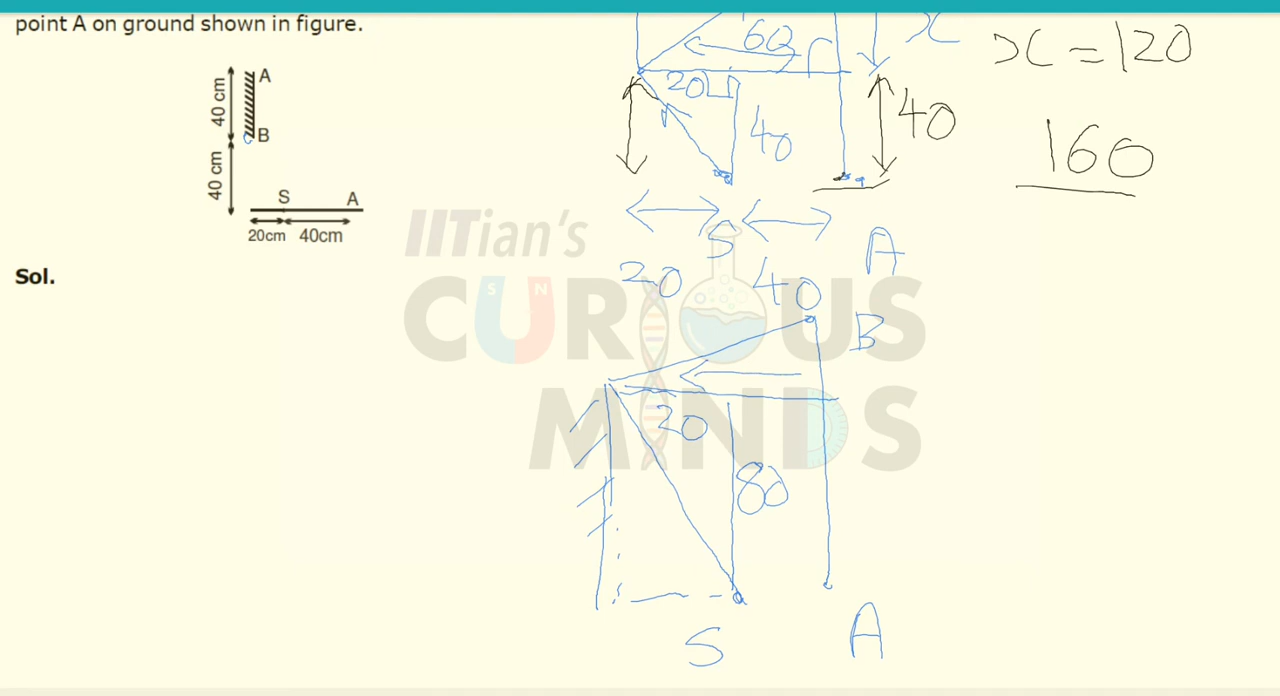 point A on ground shown in figure.
40 cm
A
B
40 cm
S
A
20cm 40cm
Sol.
x
x = 120
20
40
40
160
S
A
20
40
B
20
80
S
A
IITian's
CURIOUS
S N
MINDS